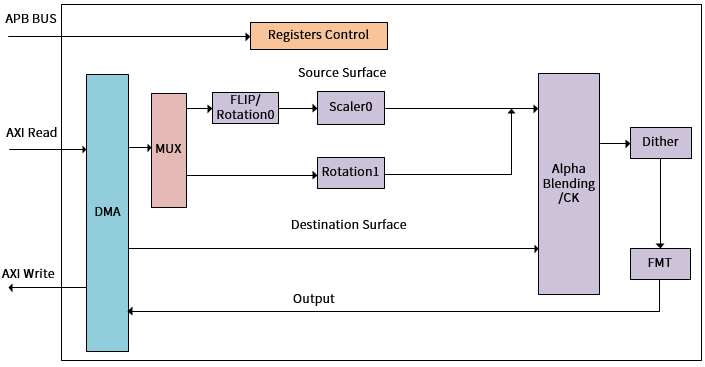 APB BUS
Registers Control
Source Surface
FLIP/
Rotation0
Scaler0
AXI Read
MUX
Dither
Rotation1
Alpha
Blending
/CK
DMA
Destination Surface
AXI Write
FMT
Output